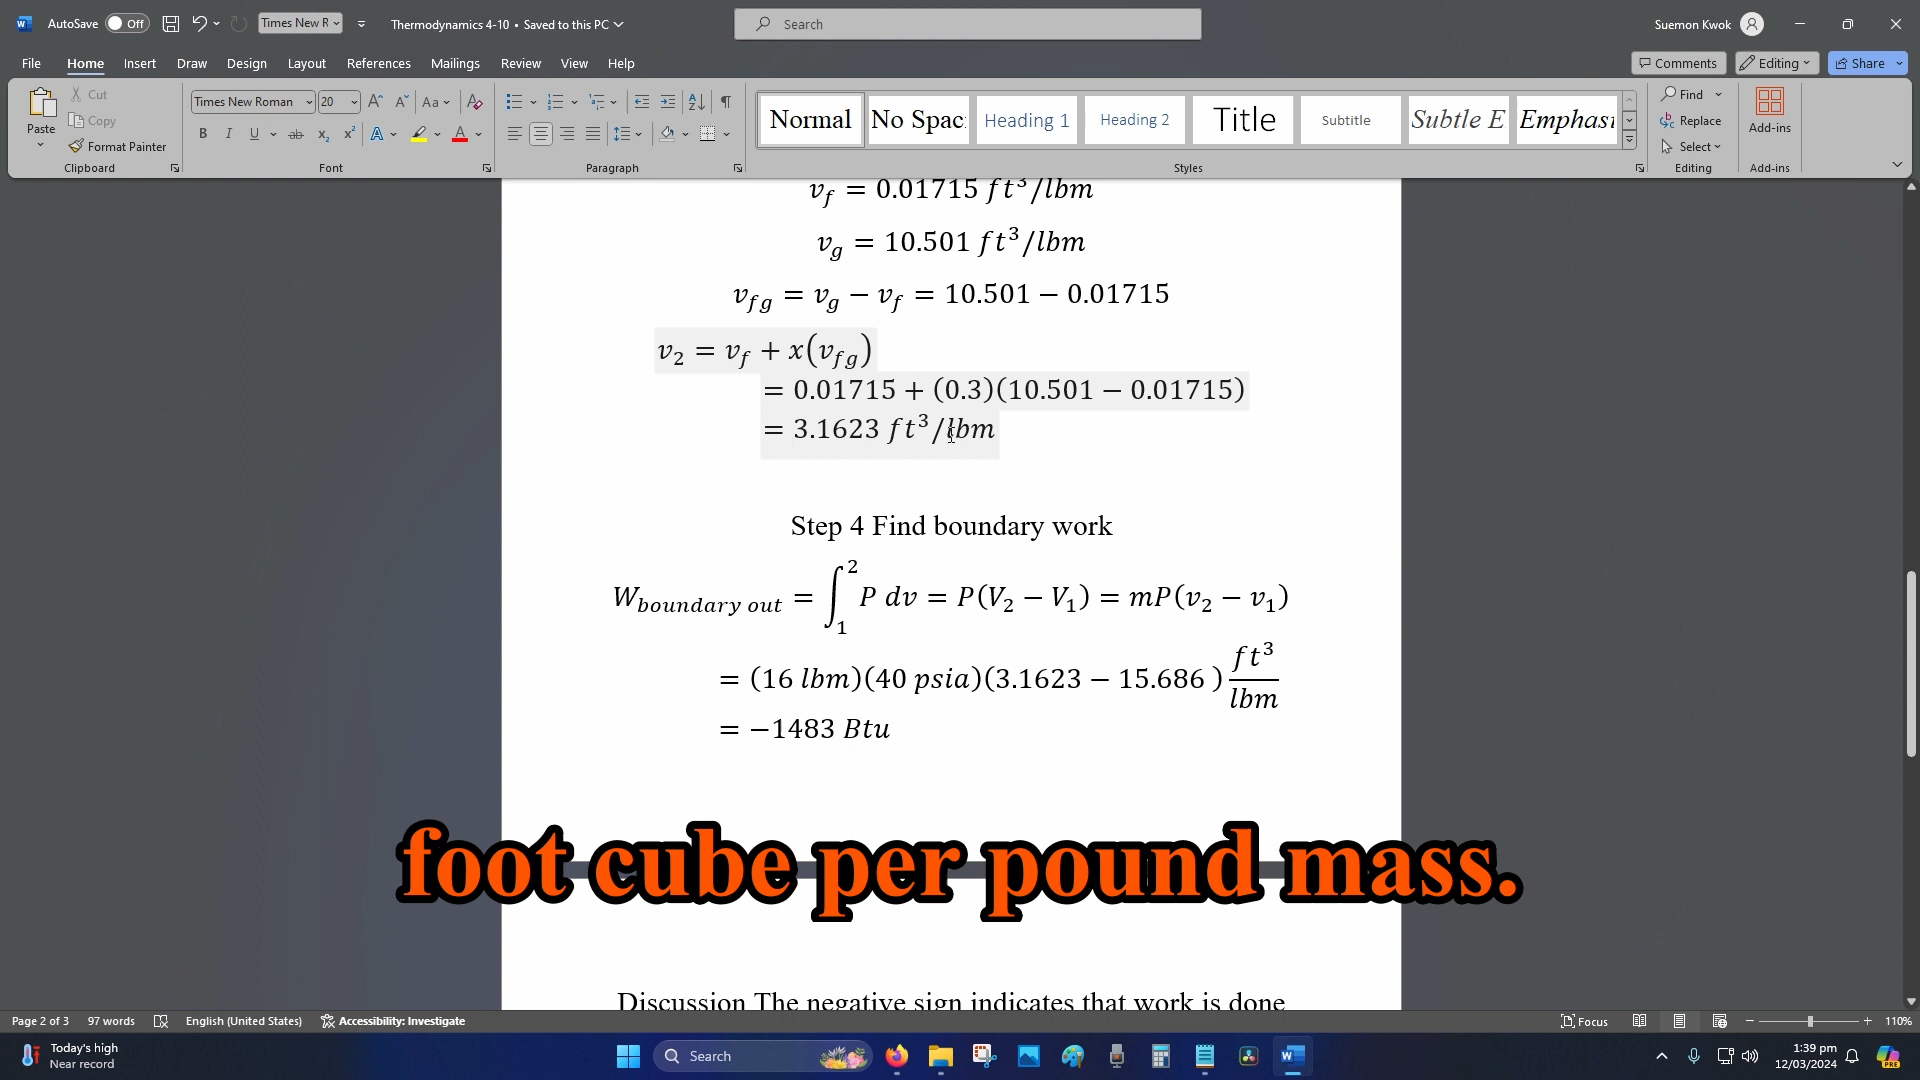 AutoSave Off Times New R Thermodynamics 4-10 • Saved to this PC Search Suemon Kwok
File Home Insert Draw Design Layout References Mailings Review View Help Comments Editing Share
Paste Cut Copy Format Painter Clipboard
Times New Roman 20 Aa
B I U ab x₂ x² A A Font
Paragraph
Normal No Spac Heading 1 Heading 2 Title Subtitle Subtle E Emphasi
Styles
Find Replace Select Editing
Add-ins Add-ins
v_f = 0.01715 ft³/lbm
v_g = 10.501 ft³/lbm
v_fg = v_g − v_f = 10.501 − 0.01715
v₂ = v_f + x(v_fg)
= 0.01715 + (0.3)(10.501 − 0.01715)
= 3.1623 ft³/lbm
Step 4 Find boundary work
W_boundary out = ∫₁² P dv = P(V₂ − V₁) = mP(v₂ − v₁)
= (16 lbm)(40 psia)(3.1623 − 15.686 ) ft³/lbm
= −1483 Btu
foot cube per pound mass.
Discussion The negative sign indicates that work is done
Page 2 of 3 97 words English (United States) Accessibility: Investigate Focus 110%
Today's high
Near record
Search
1:39 pm
12/03/2024
PRE